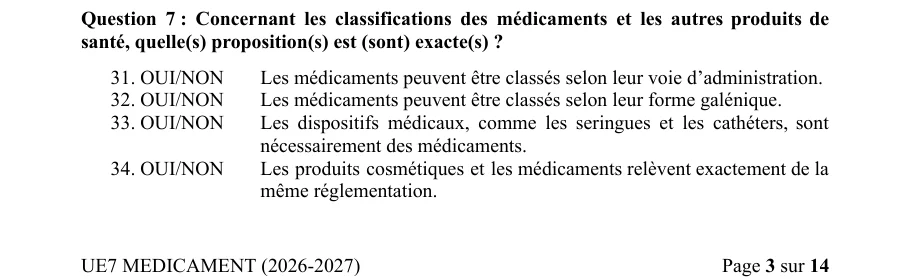 Question 7 : Concernant les classifications des médicaments et les autres produits de
santé, quelle(s) proposition(s) est (sont) exacte(s) ?
31. OUI/NON Les médicaments peuvent être classés selon leur voie d’administration.
32. OUI/NON Les médicaments peuvent être classés selon leur forme galénique.
33. OUI/NON Les dispositifs médicaux, comme les seringues et les cathéters, sont
nécessairement des médicaments.
34. OUI/NON Les produits cosmétiques et les médicaments relèvent exactement de la
même réglementation.
UE7 MEDICAMENT (2026-2027) Page 3 sur 14